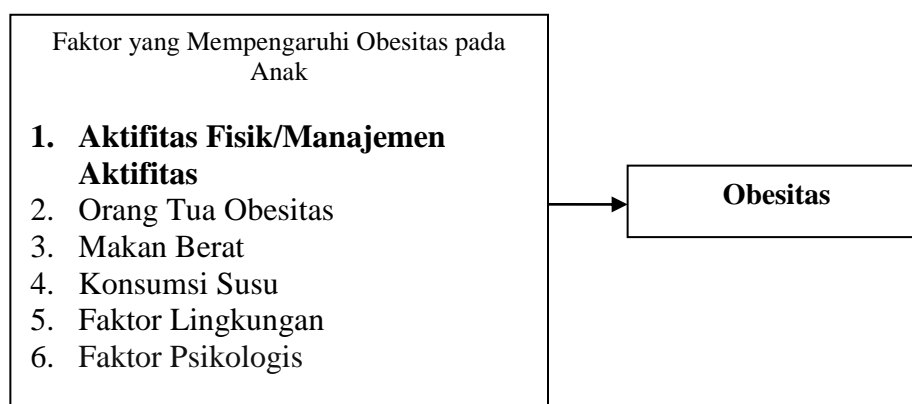 Faktor yang Mempengaruhi Obesitas pada
Anak
1. Aktifitas Fisik/Manajemen
Aktifitas
2. Orang Tua Obesitas
3. Makan Berat
4. Konsumsi Susu
5. Faktor Lingkungan
6. Faktor Psikologis
Obesitas